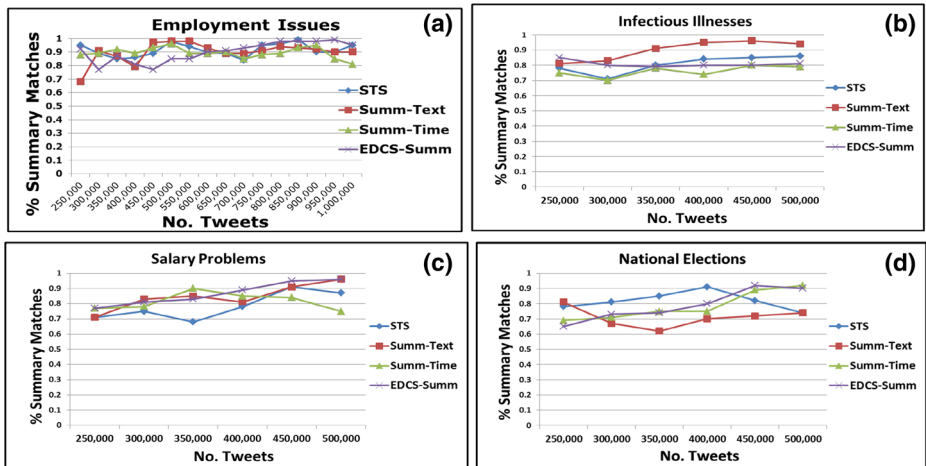 Employment Issues
(a)
% Summary Matches
1
0.9
0.8
0.7
0.6
0.5
0.4
0.3
0.2
0.1
0
250,000
300,000
350,000
400,000
450,000
500,000
550,000
600,000
650,000
700,000
750,000
800,000
850,000
900,000
950,000
1,000,000
No. Tweets
STS
Summ-Text
Summ-Time
EDCS-Summ
Infectious Illnesses
(b)
% Summary Matches
1
0.9
0.8
0.7
0.6
0.5
0.4
0.3
0.2
0.1
0
250,000 300,000 350,000 400,000 450,000 500,000
No. Tweets
STS
Summ-Text
Summ-Time
EDCS-Summ
Salary Problems
(c)
% Summary Matches
1
0.9
0.8
0.7
0.6
0.5
0.4
0.3
0.2
0.1
0
250,000 300,000 350,000 400,000 450,000 500,000
No. Tweets
STS
Summ-Text
Summ-Time
EDCS-Summ
National Elections
(d)
% Summary Matches
1
0.9
0.8
0.7
0.6
0.5
0.4
0.3
0.2
0.1
0
250,000 300,000 350,000 400,000 450,000 500,000
No. Tweets
STS
Summ-Text
Summ-Time
EDCS-Summ